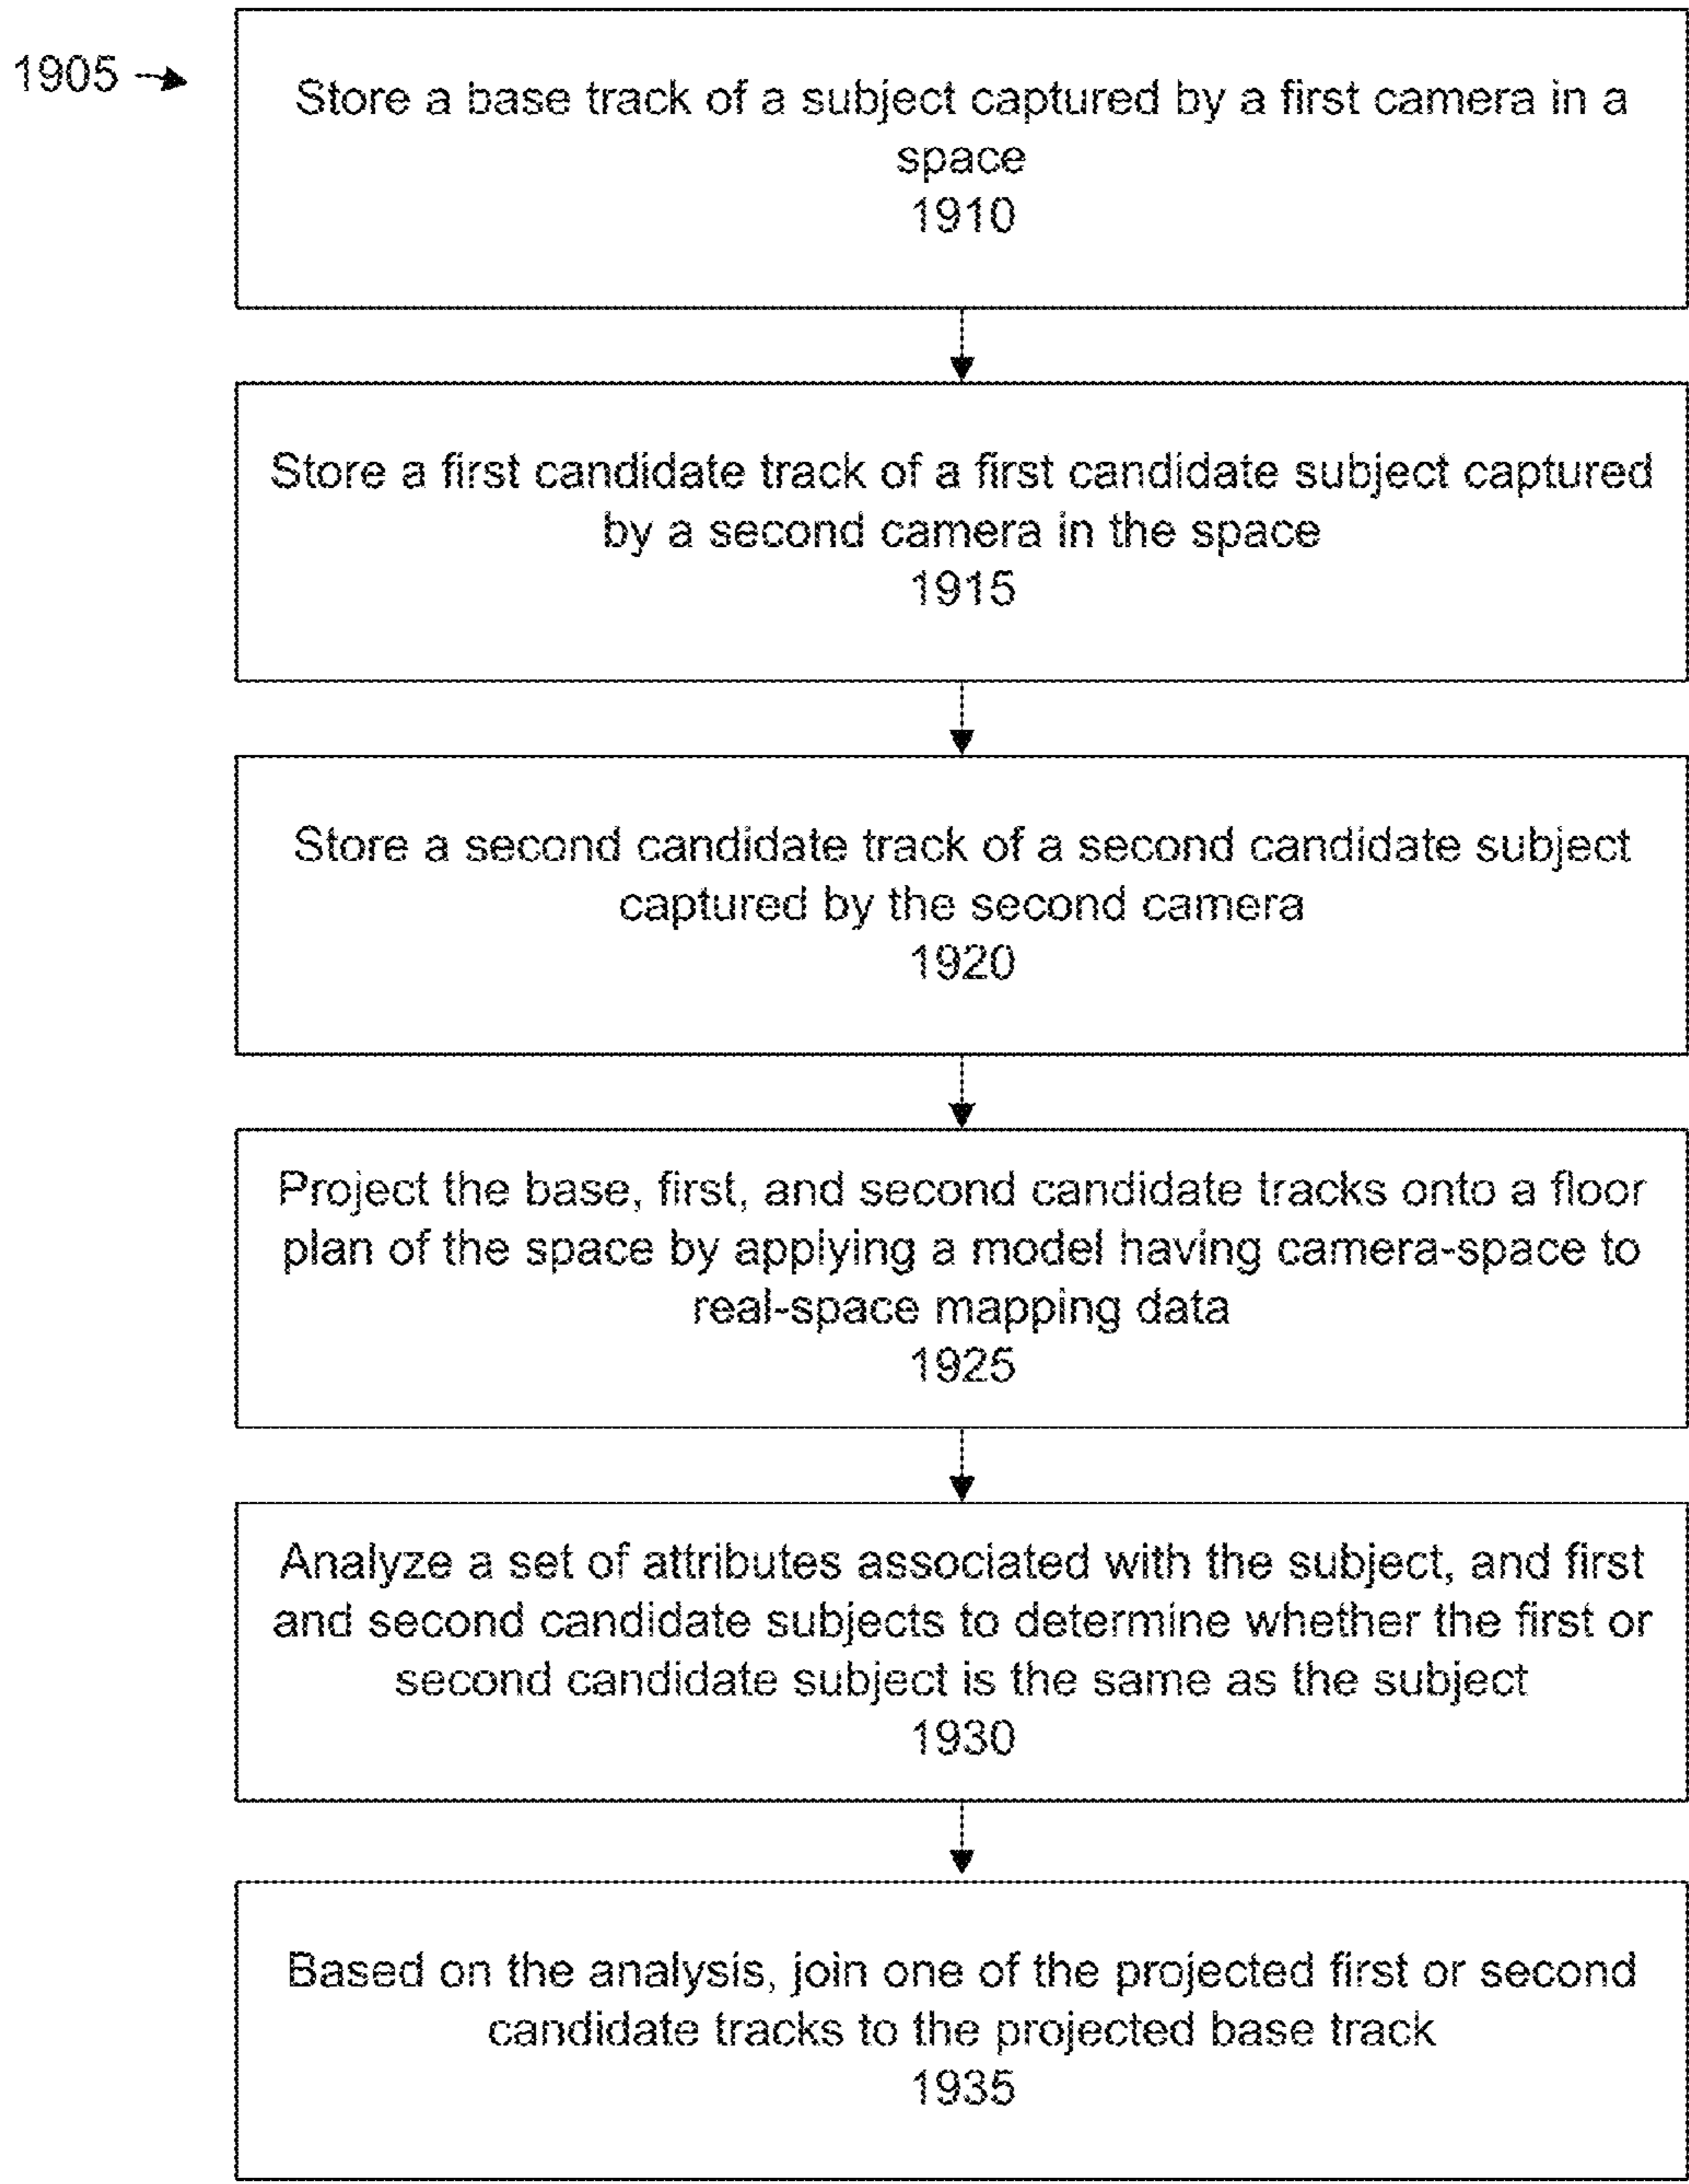 1905
Store a base track of a subject captured by a first camera in a
space
1910
Store a first candidate track of a first candidate subject captured
by a second camera in the space
1915
Store a second candidate track of a second candidate subject
captured by the second camera
1920
Project the base, first, and second candidate tracks onto a floor
plan of the space by applying a model having camera-space to
real-space mapping data
1925
Analyze a set of attributes associated with the subject, and first
and second candidate subjects to determine whether the first or
second candidate subject is the same as the subject
1930
Based on the analysis, join one of the projected first or second
candidate tracks to the projected base track
1935